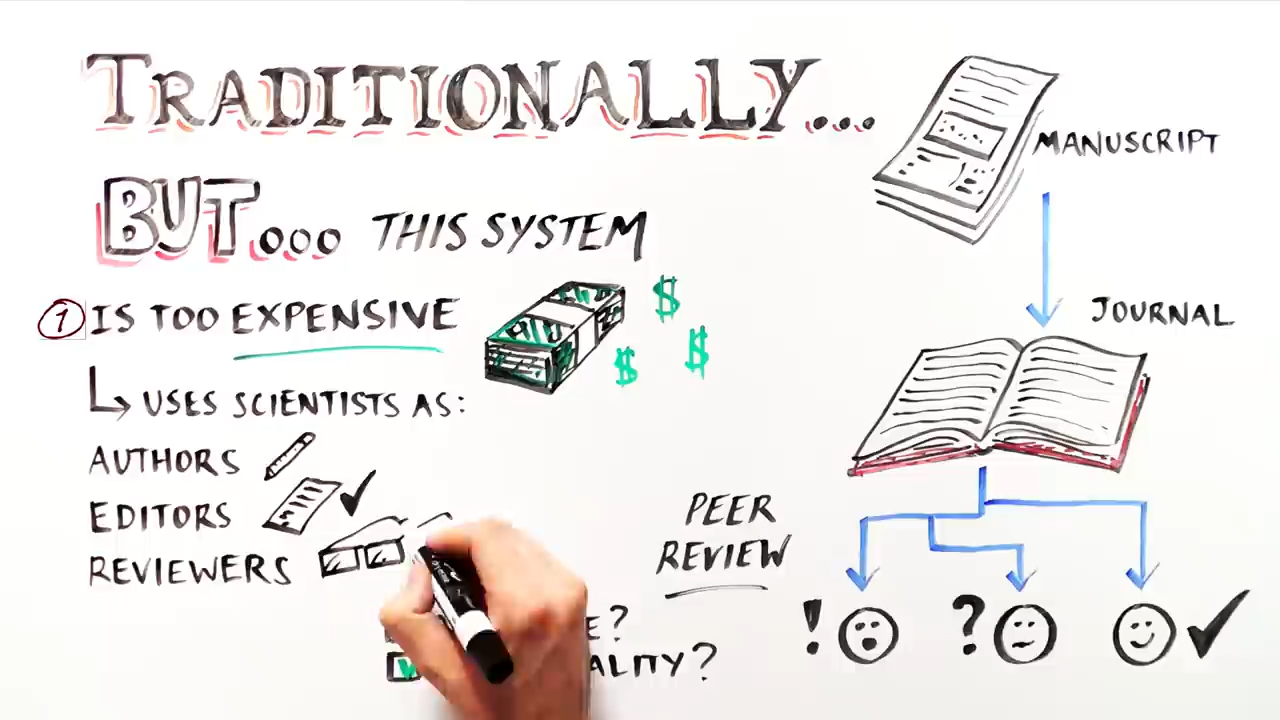 TRADITIONALLY...
BUT.... THIS SYSTEM
1 IS TOO EXPENSIVE
$
$
$
USES SCIENTISTS AS:
AUTHORS
EDITORS
REVIEWERS
MANUSCRIPT
JOURNAL
PEER
REVIEW
! ?